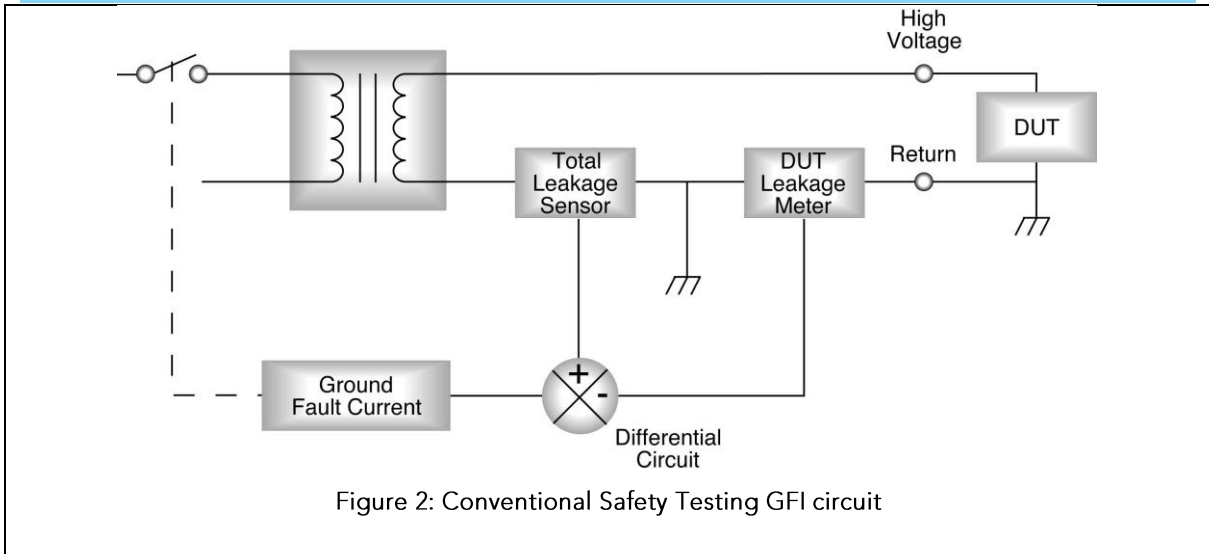 High
Voltage
DUT
Return
Total
Leakage
Sensor
DUT
Leakage
Meter
Ground
Fault Current
+
-
Differential
Circuit
Figure 2: Conventional Safety Testing GFI circuit